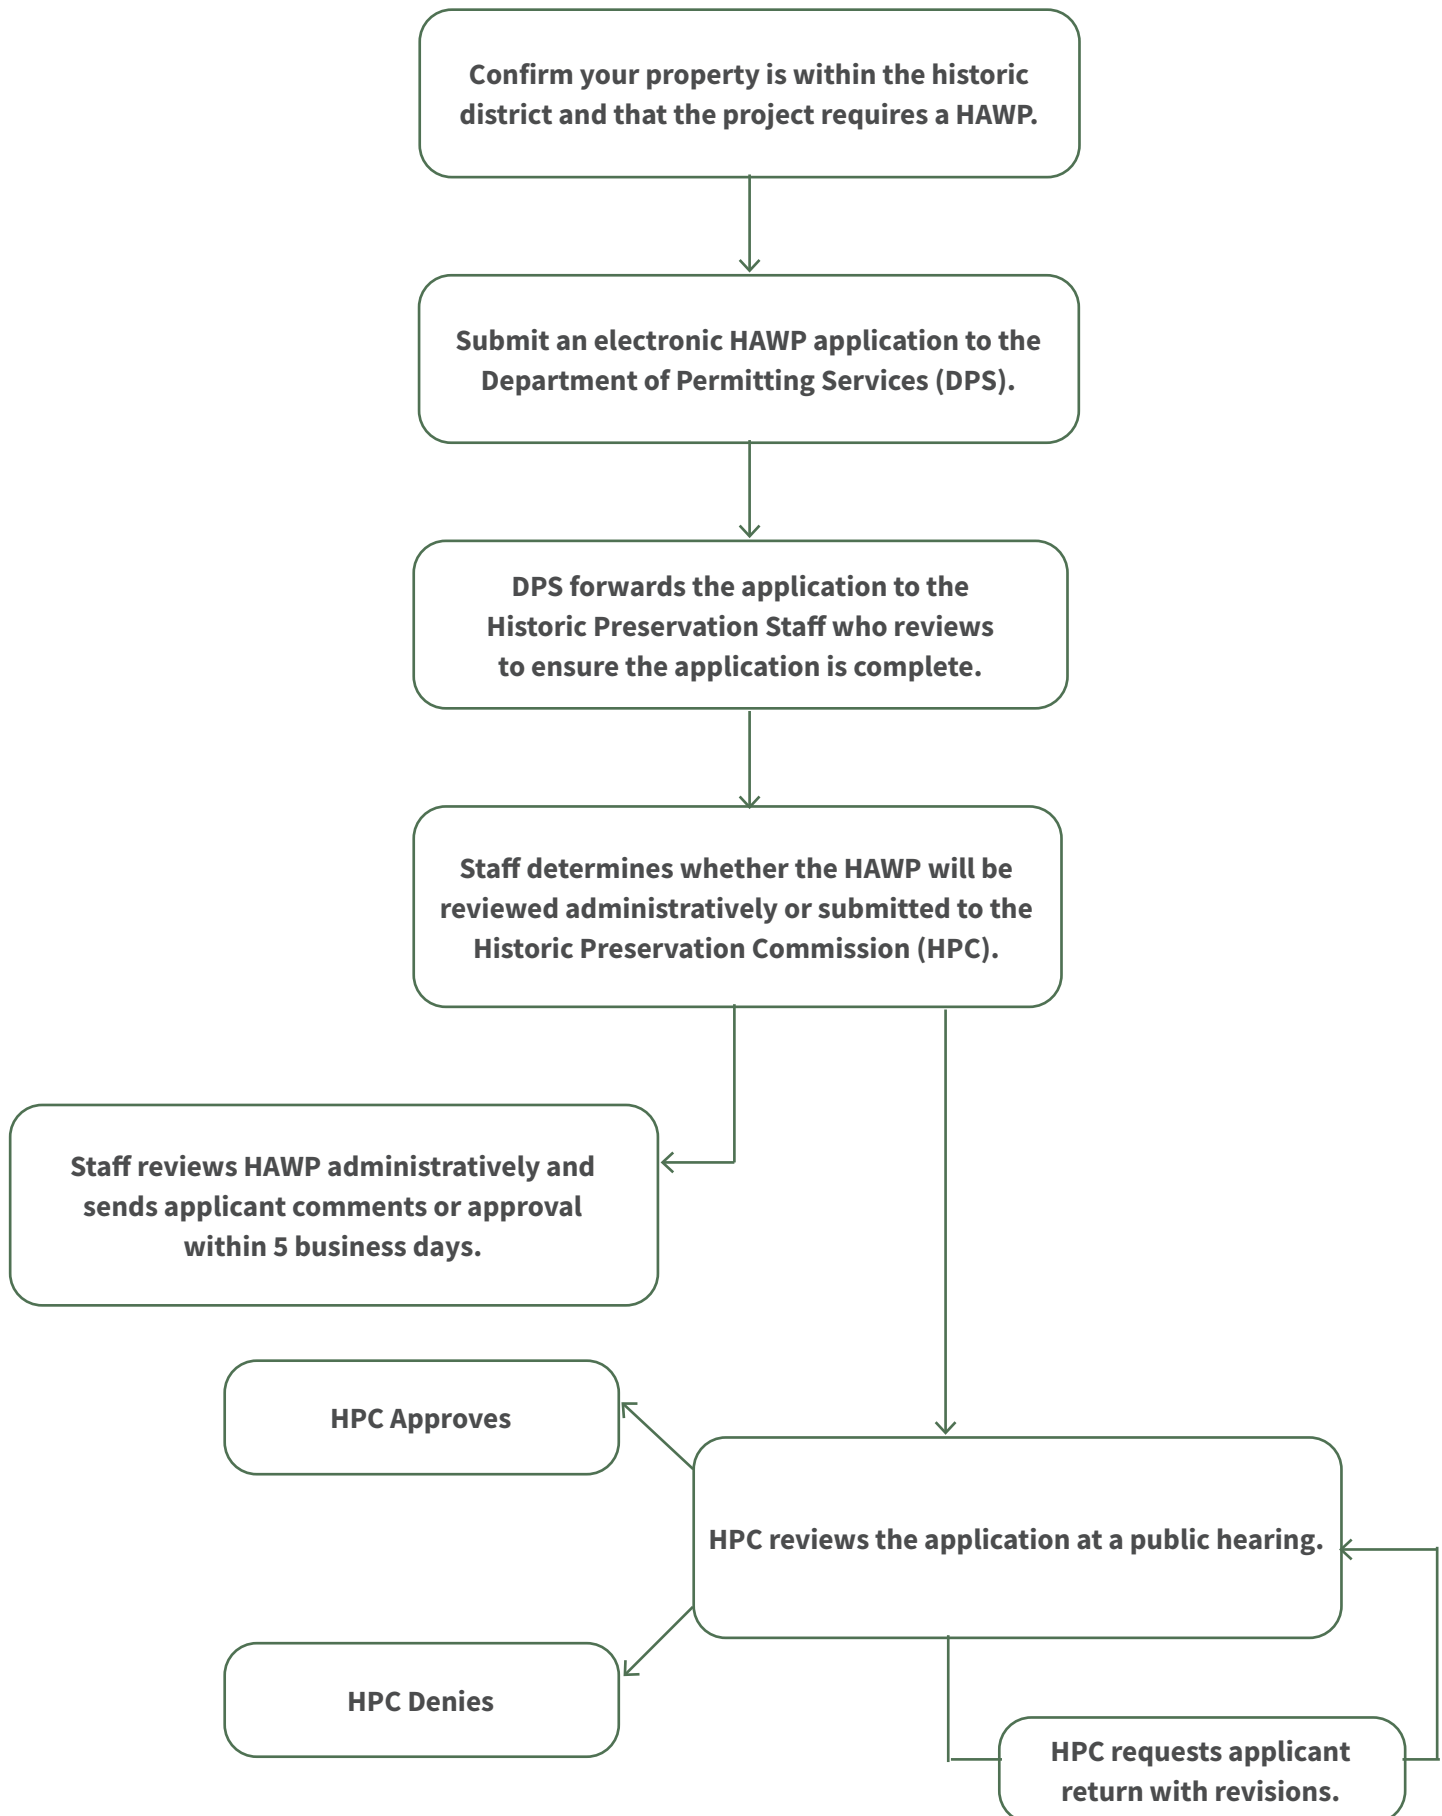 Confirm your property is within the historic
district and that the project requires a HAWP.
Submit an electronic HAWP application to the
Department of Permitting Services (DPS).
DPS forwards the application to the
Historic Preservation Staff who reviews
to ensure the application is complete.
Staff determines whether the HAWP will be
reviewed administratively or submitted to the
Historic Preservation Commission (HPC).
Staff reviews HAWP administratively and
sends applicant comments or approval
within 5 business days.
HPC Approves
HPC reviews the application at a public hearing.
HPC Denies
HPC requests applicant
return with revisions.